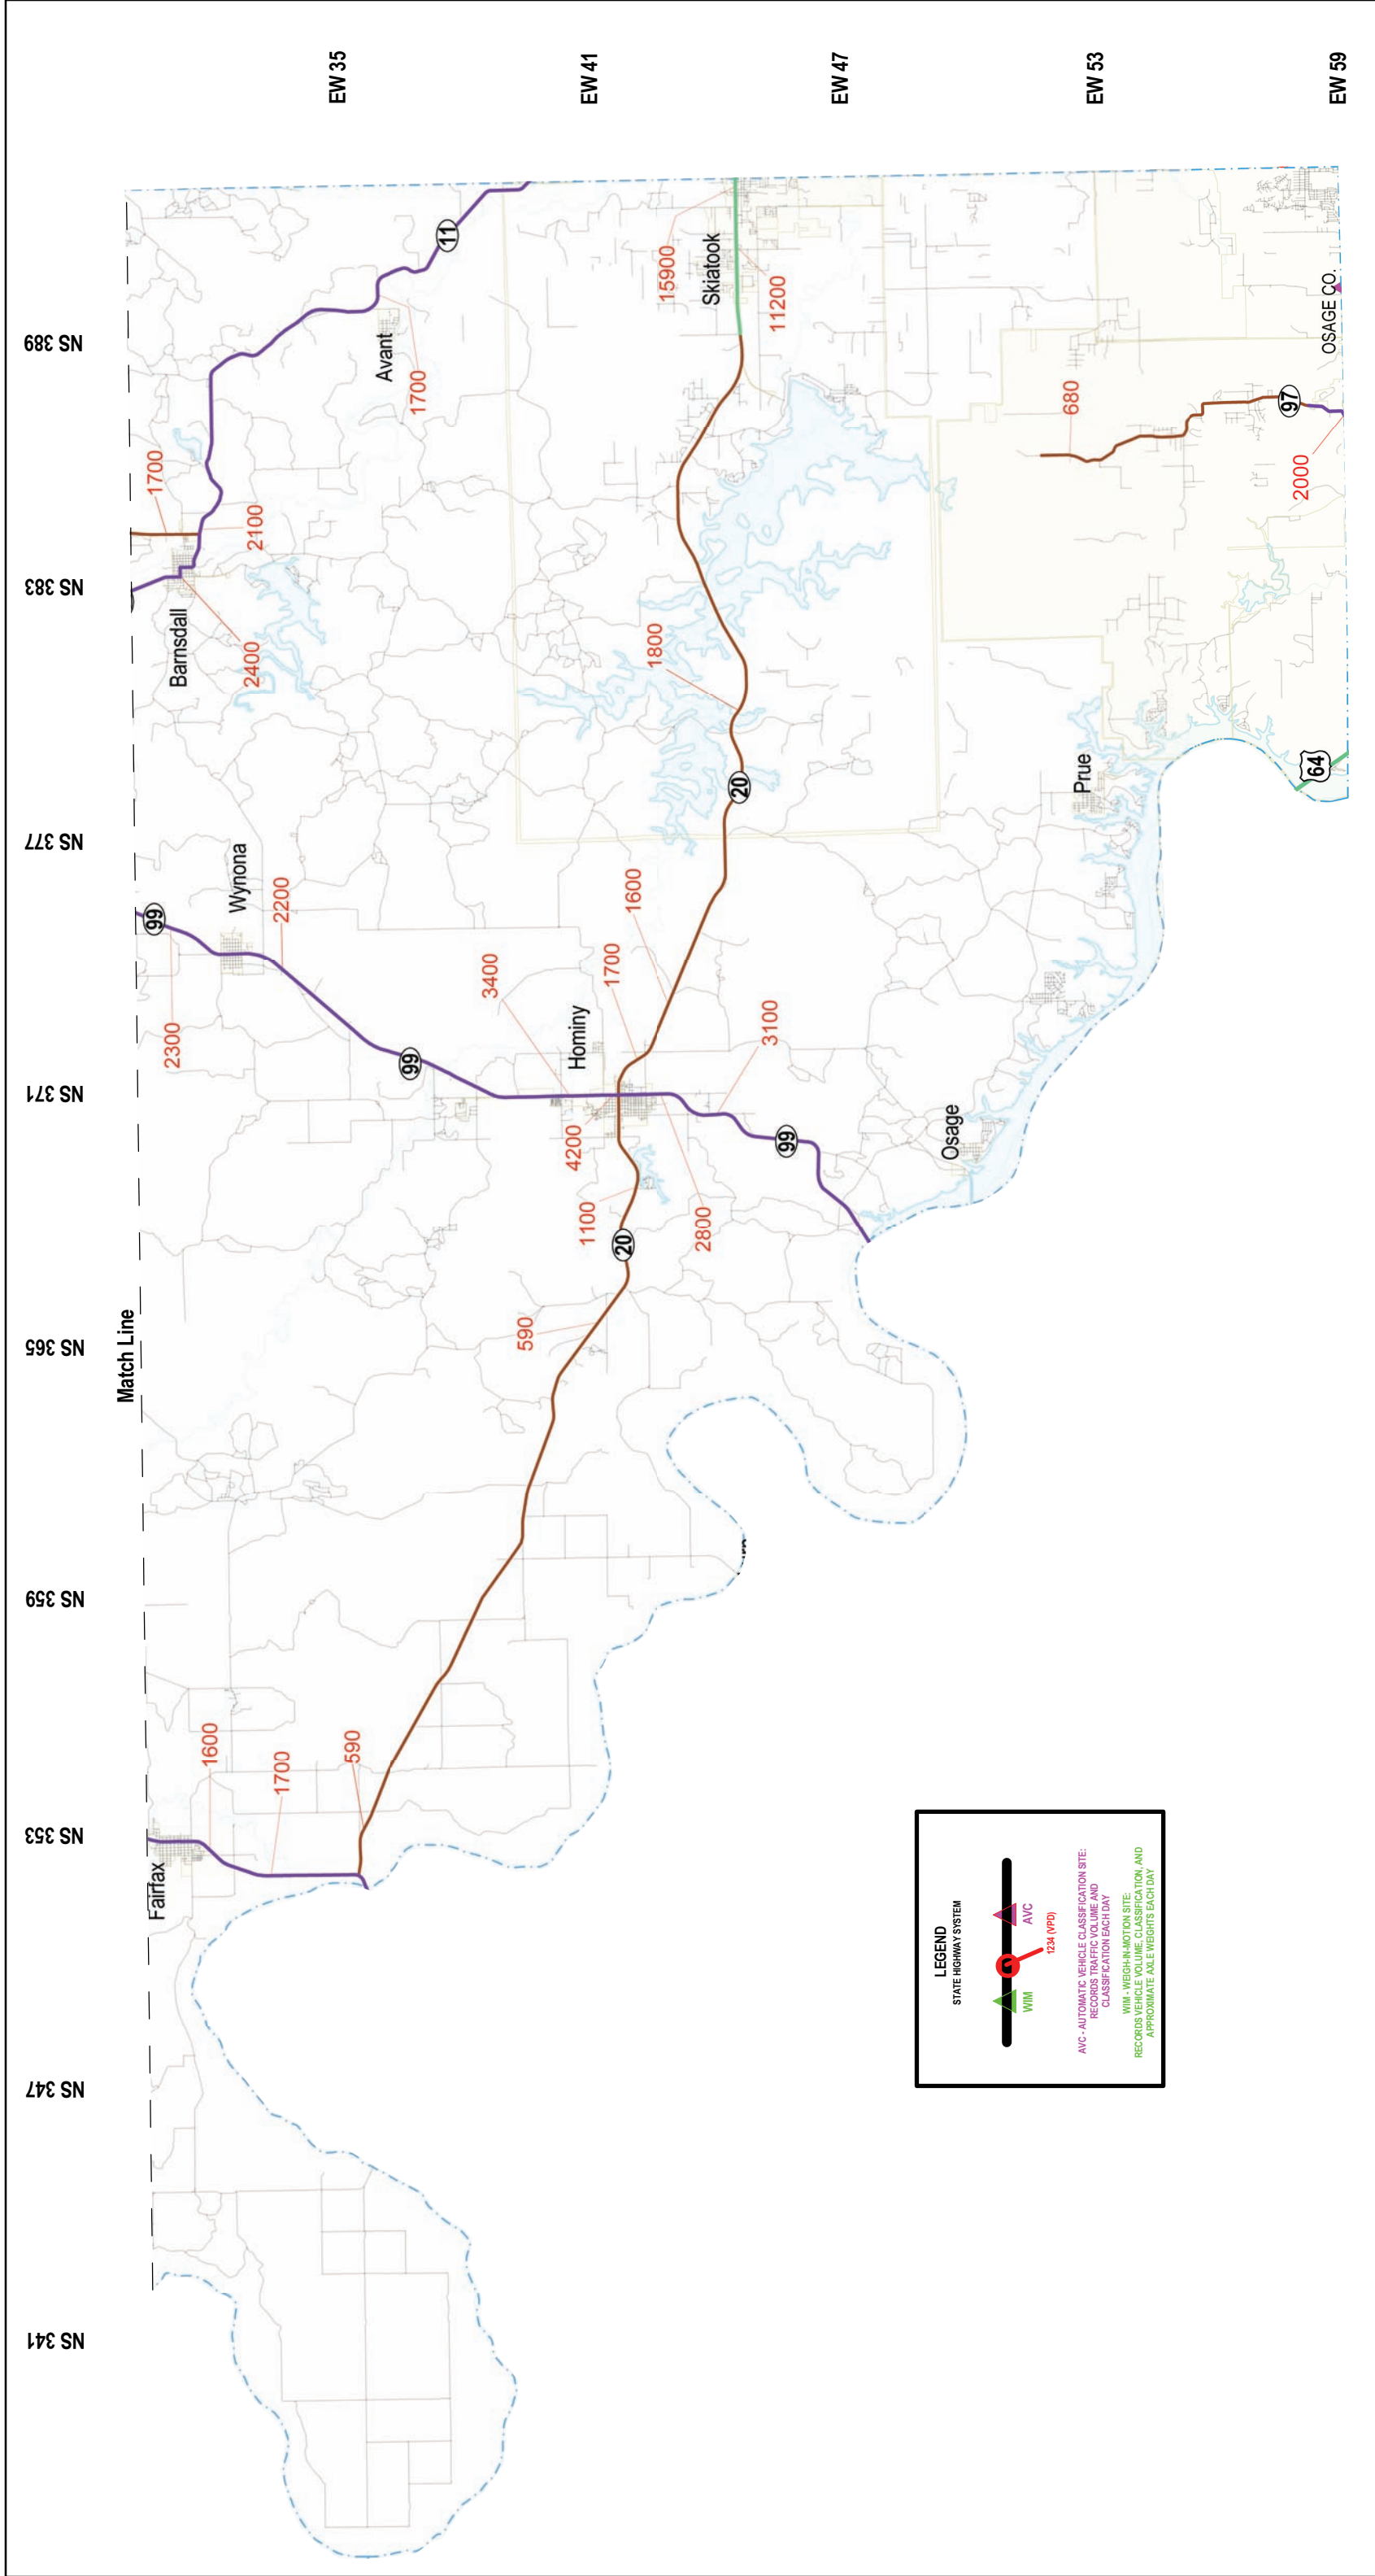 NS 341
NS 347
NS 353
NS 359
NS 365
NS 371
NS 377
NS 383
NS 389
Match Line
EW 35
EW 41
EW 47
EW 53
EW 59
Fairfax
1600
1700
590
2300
99
Wynona
2200
99
3400
Hominy
4200
1700
1600
1100
20
590
2800
3100
99
Osage
Barnsdall
2400
1700
2100
Avant
1700
11
1800
20
15900
Skiatook
11200
680
Prue
64
97
2000
OSAGE CO.
LEGEND
STATE HIGHWAY SYSTEM
WIM
AVC
1234 (VPD)
AVC - AUTOMATIC VEHICLE CLASSIFICATION SITE:
RECORDS TRAFFIC VOLUME AND
CLASSIFICATION EACH DAY
WIM - WEIGH-IN-MOTION SITE:
RECORDS VEHICLE VOLUME, CLASSIFICATION, AND
APPROXIMATE AXLE WEIGHTS EACH DAY